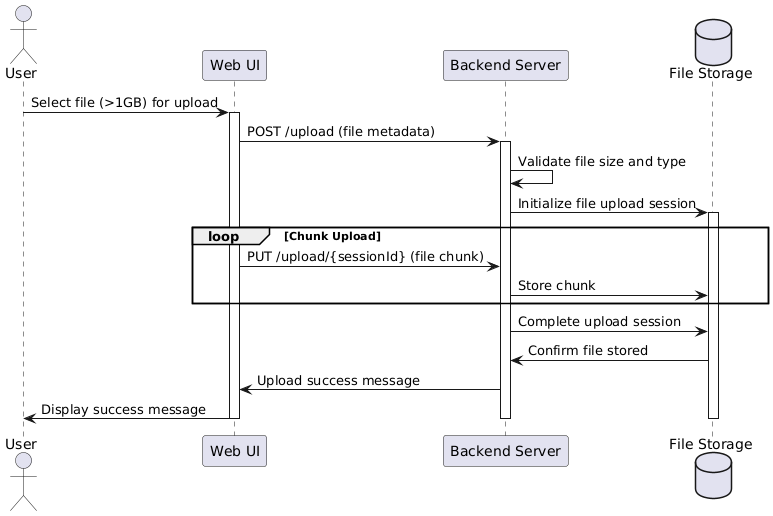 User
Web UI
Backend Server
File Storage
Select file (>1GB) for upload
POST /upload (file metadata)
Validate file size and type
Initialize file upload session
loop [Chunk Upload]
PUT /upload/{sessionId} (file chunk)
Store chunk
Complete upload session
Confirm file stored
Upload success message
Display success message
User
Web UI
Backend Server
File Storage